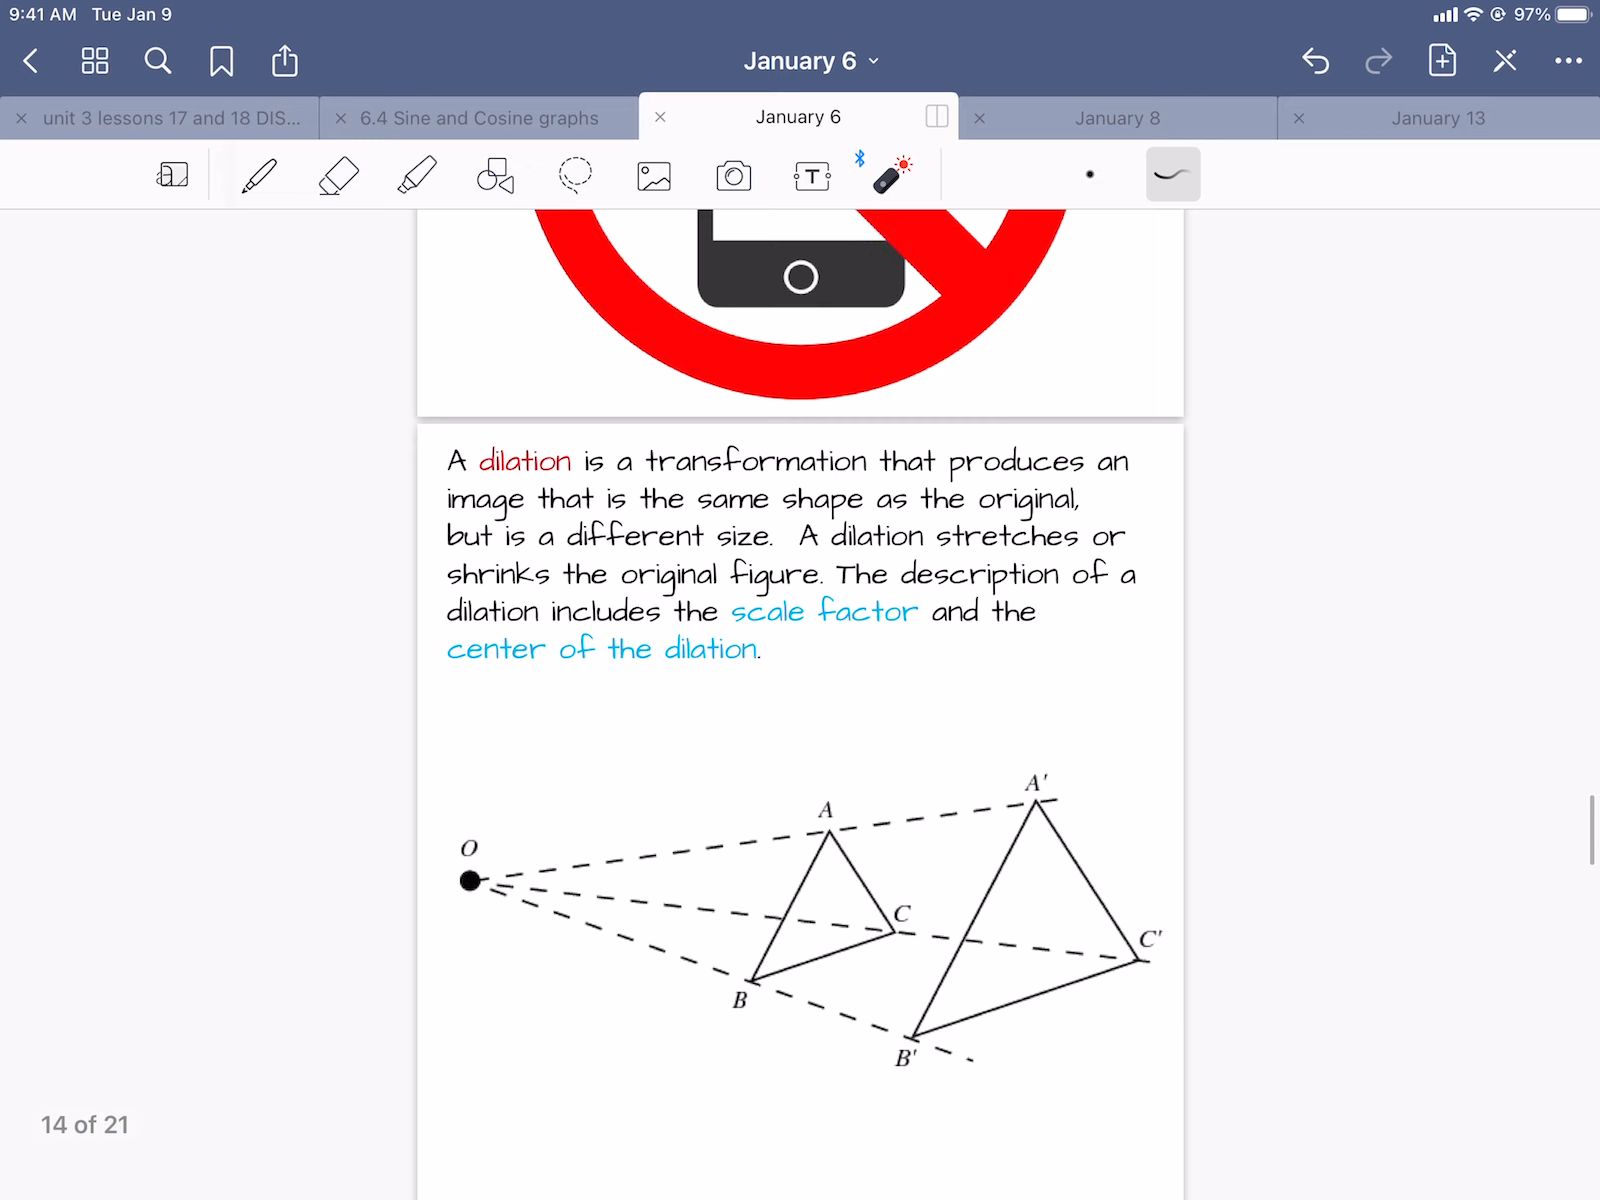 9:41 AM Tue Jan 9 97%
January 6
unit 3 lessons 17 and 18 DIS... 6.4 Sine and Cosine graphs January 6 January 8 January 13
T
A dilation is a transformation that produces an
image that is the same shape as the original,
but is a different size. A dilation stretches or
shrinks the original figure. The description of a
dilation includes the scale factor and the
center of the dilation.
A'
A
O
C
C'
B
B'
14 of 21